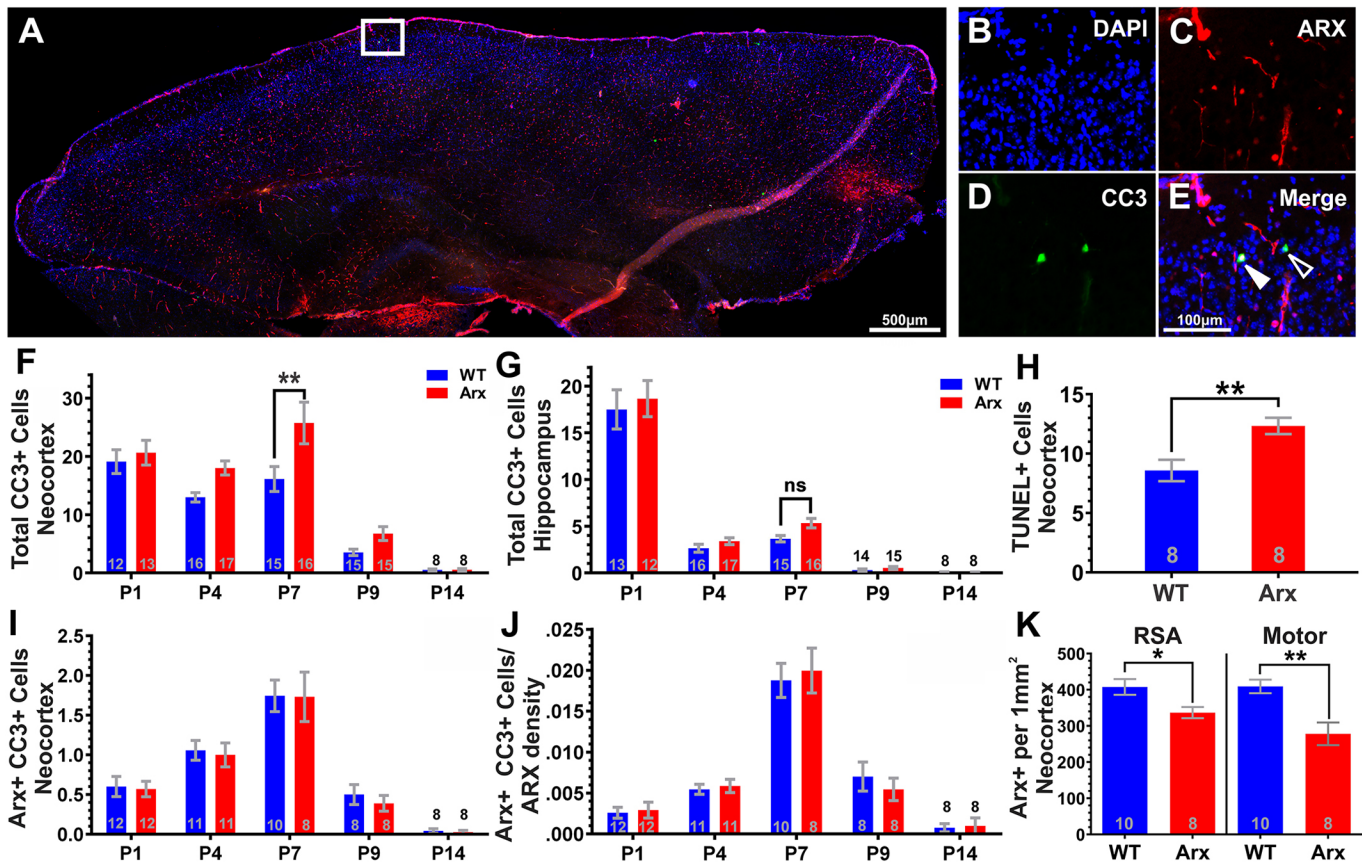 A
500µm
B
DAPI
C
ARX
D
CC3
E
Merge
100µm
F
Total CC3+ Cells
Neocortex
30
20
10
0
**
WT
Arx
12
13
16
17
15
16
15
15
8
8
P1
P4
P7
P9
P14
G
Total CC3+ Cells
Hippocampus
20
15
10
5
0
ns
WT
Arx
13
12
16
17
15
16
14
15
8
8
P1
P4
P7
P9
P14
H
TUNEL+ Cells
Neocortex
15
10
5
0
**
8
8
WT
Arx
I
Arx+ CC3+ Cells
Neocortex
2.5
2.0
1.5
1.0
0.5
0.0
12
12
11
11
10
8
8
8
8
8
P1
P4
P7
P9
P14
J
Arx+ CC3+ Cells/
ARX density
.025
.020
.015
.010
.005
.000
12
12
11
11
10
8
8
8
8
8
P1
P4
P7
P9
P14
K
Arx+ per 1mm²
Neocortex
500
400
300
200
100
0
RSA
Motor
*
**
10
8
10
8
WT
Arx
WT
Arx